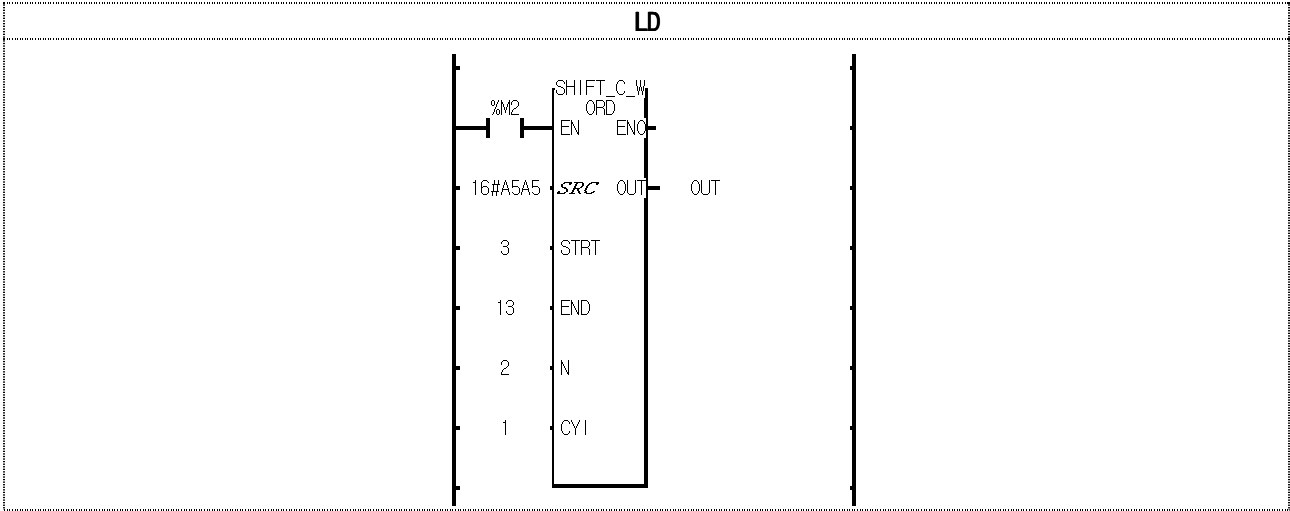 LD
SHIFT_C_W
%M2 ORD
EN ENO
16#A5A5 SRC OUT OUT
3 STRT
13 END
2 N
1 CYI